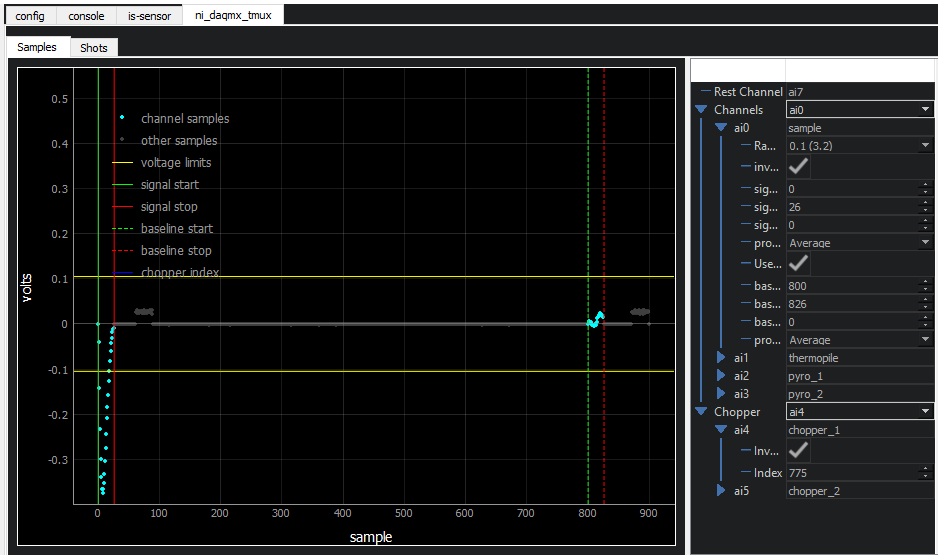 config console is-sensor ni_daqmx_tmux
Samples Shots
0.5
0.4
0.3
0.2
0.1
0
-0.1
-0.2
-0.3
volts
channel samples
other samples
voltage limits
signal start
signal stop
baseline start
baseline stop
chopper index
0 100 200 300 400 500 600 700 800 900
sample
Rest Channel ai7
Channels ai0
ai0 sample
Ra... 0.1 (3.2)
inv...
sig... 0
sig... 26
sig... 0
pro... Average
Use...
bas... 800
bas... 826
bas... 0
pro... Average
ai1 thermopile
ai2 pyro_1
ai3 pyro_2
Chopper ai4
ai4 chopper_1
Inv...
Index 775
ai5 chopper_2